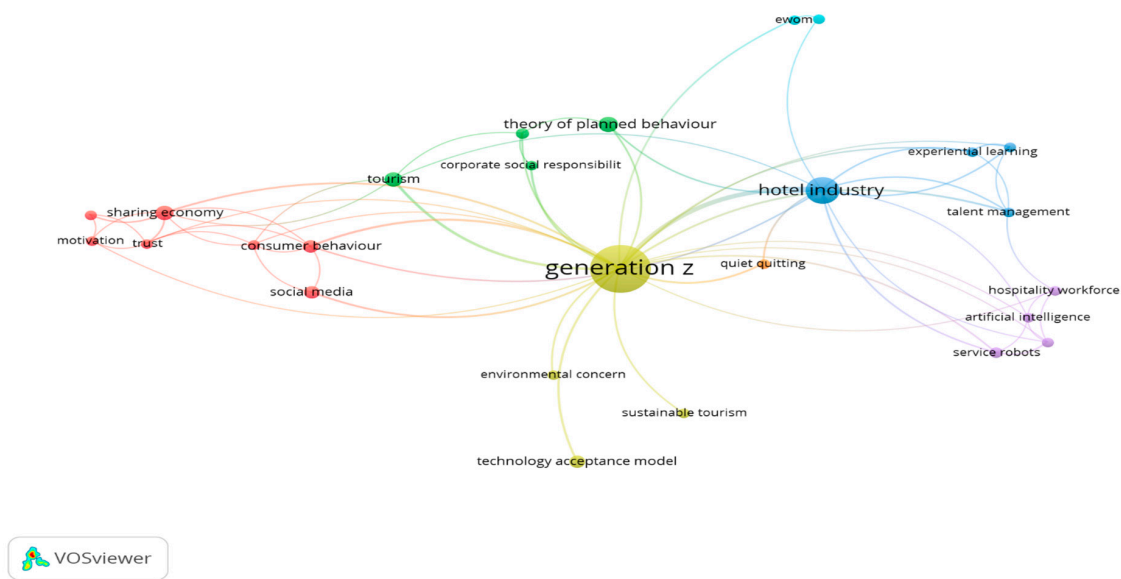 ewom
theory of planned behaviour
corporate social responsibilit
experiential learning
tourism
hotel industry
sharing economy
talent management
motivation
trust
consumer behaviour
generation z
quiet quitting
social media
hospitality workforce
artificial intelligence
service robots
environmental concern
sustainable tourism
technology acceptance model
VOSviewer